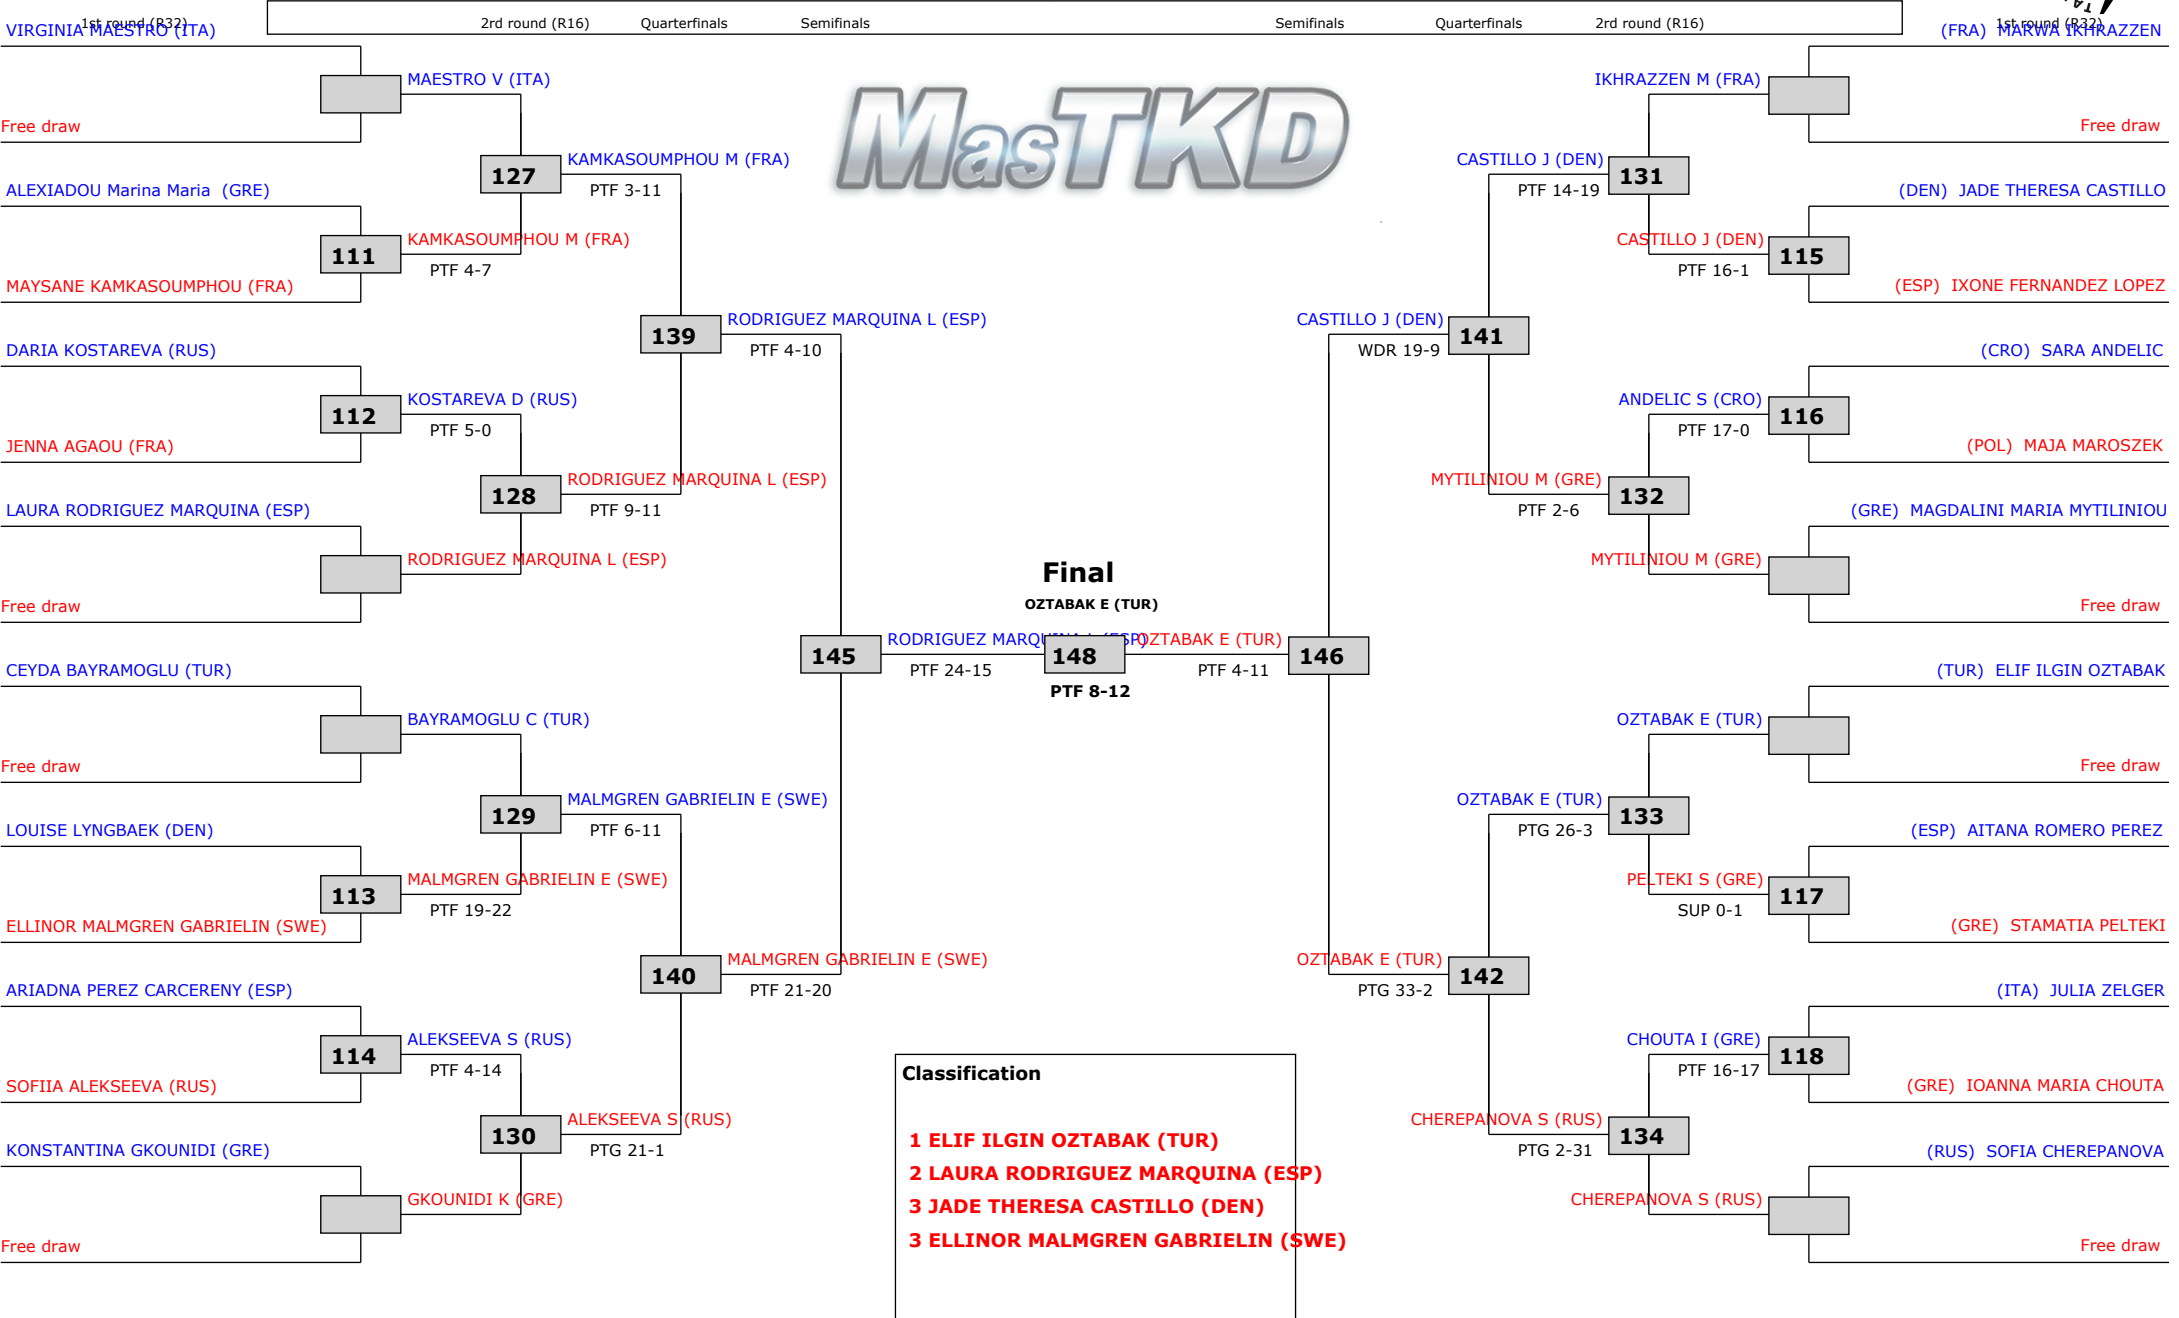 1st round (R32)
2rd round (R16)
Quarterfinals
Semifinals
Semifinals
Quarterfinals
2rd round (R16)
1st round (R32)
MasTKD
VIRGINIA MAESTRO (ITA)
Free draw
ALEXIADOU Marina Maria (GRE)
MAYSANE KAMKASOUMPHOU (FRA)
DARIA KOSTAREVA (RUS)
JENNA AGAOU (FRA)
LAURA RODRIGUEZ MARQUINA (ESP)
Free draw
CEYDA BAYRAMOGLU (TUR)
Free draw
LOUISE LYNGBAEK (DEN)
ELLINOR MALMGREN GABRIELIN (SWE)
ARIADNA PEREZ CARCERENY (ESP)
SOFIIA ALEKSEEVA (RUS)
KONSTANTINA GKOUNIDI (GRE)
Free draw
111
112
113
114
MAESTRO V (ITA)
KAMKASOUMPHOU M (FRA)
PTF 4-7
KOSTAREVA D (RUS)
PTF 5-0
RODRIGUEZ MARQUINA L (ESP)
BAYRAMOGLU C (TUR)
MALMGREN GABRIELIN E (SWE)
PTF 19-22
ALEKSEEVA S (RUS)
PTF 4-14
GKOUNIDI K (GRE)
127
128
129
130
KAMKASOUMPHOU M (FRA)
PTF 3-11
RODRIGUEZ MARQUINA L (ESP)
PTF 9-11
MALMGREN GABRIELIN E (SWE)
PTF 6-11
ALEKSEEVA S (RUS)
PTG 21-1
139
140
RODRIGUEZ MARQUINA L (ESP)
PTF 4-10
MALMGREN GABRIELIN E (SWE)
PTF 21-20
145
RODRIGUEZ MARQUINA L (ESP)
PTF 24-15
Final
OZTABAK E (TUR)
148
PTF 8-12
OZTABAK E (TUR)
PTF 4-11
146
CASTILLO J (DEN)
WDR 19-9
OZTABAK E (TUR)
PTG 33-2
141
142
CASTILLO J (DEN)
PTF 14-19
MYTILINIOU M (GRE)
PTF 2-6
OZTABAK E (TUR)
PTG 26-3
CHEREPANOVA S (RUS)
PTG 2-31
131
132
133
134
IKHRAZZEN M (FRA)
CASTILLO J (DEN)
PTF 16-1
ANDELIC S (CRO)
PTF 17-0
MYTILINIOU M (GRE)
OZTABAK E (TUR)
PELTEKI S (GRE)
SUP 0-1
CHOUTA I (GRE)
PTF 16-17
CHEREPANOVA S (RUS)
115
116
117
118
(FRA) MARWA IKHRAZZEN
Free draw
(DEN) JADE THERESA CASTILLO
(ESP) IXONE FERNANDEZ LOPEZ
(CRO) SARA ANDELIC
(POL) MAJA MAROSZEK
(GRE) MAGDALINI MARIA MYTILINIOU
Free draw
(TUR) ELIF ILGIN OZTABAK
Free draw
(ESP) AITANA ROMERO PEREZ
(GRE) STAMATIA PELTEKI
(ITA) JULIA ZELGER
(GRE) IOANNA MARIA CHOUTA
(RUS) SOFIA CHEREPANOVA
Free draw
Classification
1 ELIF ILGIN OZTABAK (TUR)
2 LAURA RODRIGUEZ MARQUINA (ESP)
3 JADE THERESA CASTILLO (DEN)
3 ELLINOR MALMGREN GABRIELIN (SWE)